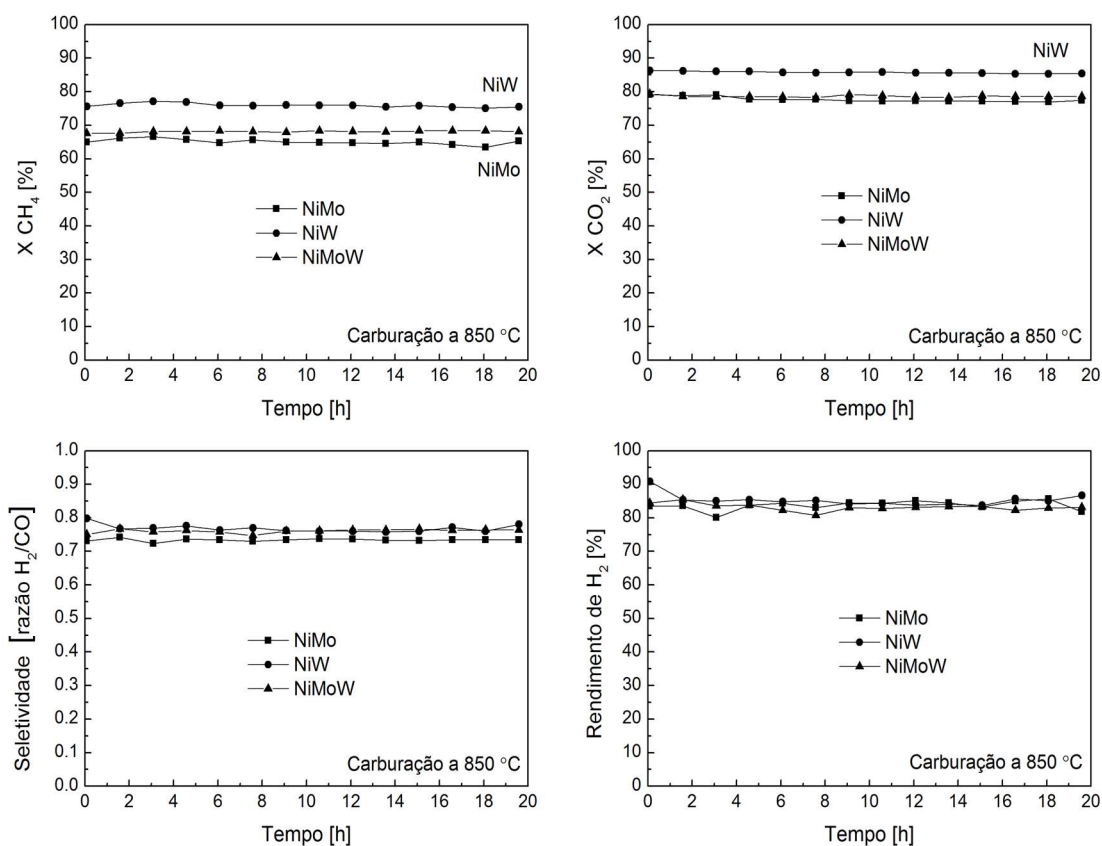 X CH₄ [%]
100
90
80
70
60
50
40
30
20
10
0
NiW
NiMo
NiMo
NiW
NiMoW
Carburação a 850 °C
0 2 4 6 8 10 12 14 16 18 20
Tempo [h]
X CO₂ [%]
100
90
80
70
60
50
40
30
20
10
0
NiW
NiMo
NiW
NiMoW
Carburação a 850 °C
0 2 4 6 8 10 12 14 16 18 20
Tempo [h]
Seletividade [razão H₂/CO]
1.0
0.9
0.8
0.7
0.6
0.5
0.4
0.3
0.2
0.1
0.0
NiMo
NiW
NiMoW
Carburação a 850 °C
0 2 4 6 8 10 12 14 16 18 20
Tempo [h]
Rendimento de H₂ [%]
100
90
80
70
60
50
40
30
20
10
0
NiMo
NiW
NiMoW
Carburação a 850 °C
0 2 4 6 8 10 12 14 16 18 20
Tempo [h]